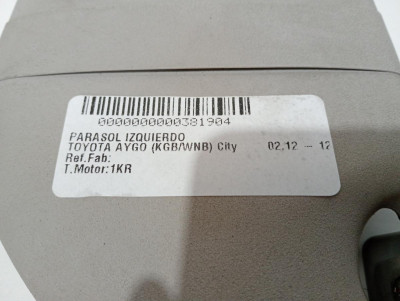 0000000000381904
PARASOL IZQUIERDO
TOYOTA AYGO (KGB/WNB) City 02.12 - 12
Ref.Fab:
T.Motor:1KR